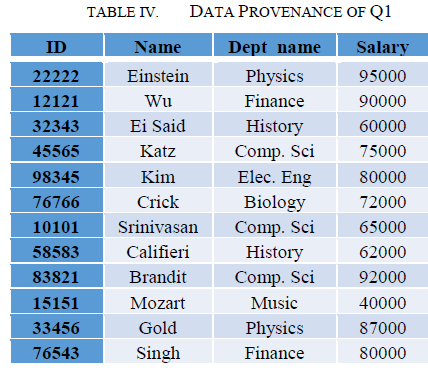 TABLE IV. DATA PROVENANCE OF Q1
ID Name Dept_name Salary
22222 Einstein Physics 95000
12121 Wu Finance 90000
32343 Ei Said History 60000
45565 Katz Comp. Sci 75000
98345 Kim Elec. Eng 80000
76766 Crick Biology 72000
10101 Srinivasan Comp. Sci 65000
58583 Califieri History 62000
83821 Brandit Comp. Sci 92000
15151 Mozart Music 40000
33456 Gold Physics 87000
76543 Singh Finance 80000